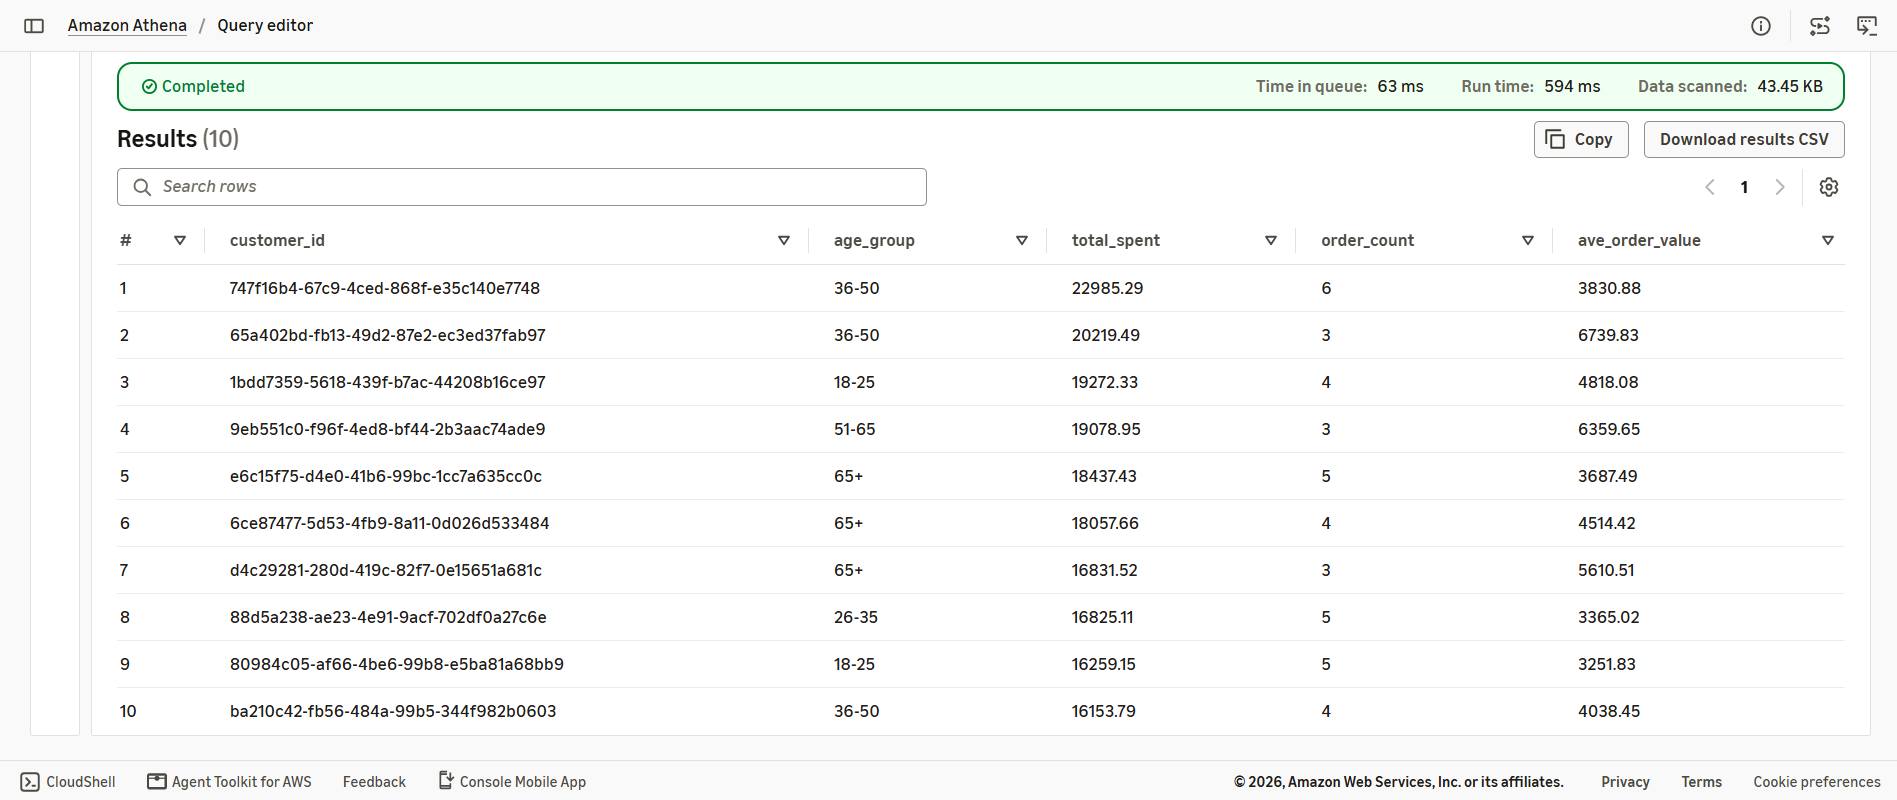 Amazon Athena / Query editor
Completed Time in queue: 63 ms Run time: 594 ms Data scanned: 43.45 KB
Results (10) Copy Download results CSV
Search rows 1
# customer_id age_group total_spent order_count ave_order_value
1 747f16b4-67c9-4ced-868f-e35c140e7748 36-50 22985.29 6 3830.88
2 65a402bd-fb13-49d2-87e2-ec3ed37fab97 36-50 20219.49 3 6739.83
3 1bdd7359-5618-439f-b7ac-44208b16ce97 18-25 19272.33 4 4818.08
4 9eb551c0-f96f-4ed8-bf44-2b3aac74ade9 51-65 19078.95 3 6359.65
5 e6c15f75-d4e0-41b6-99bc-1cc7a635cc0c 65+ 18437.43 5 3687.49
6 6ce87477-5d53-4fb9-8a11-0d026d533484 65+ 18057.66 4 4514.42
7 d4c29281-280d-419c-82f7-0e15651a681c 65+ 16831.52 3 5610.51
8 88d5a238-ae23-4e91-9acf-702df0a27c6e 26-35 16825.11 5 3365.02
9 80984c05-af66-4be6-99b8-e5ba81a68bb9 18-25 16259.15 5 3251.83
10 ba210c42-fb56-484a-99b5-344f982b0603 36-50 16153.79 4 4038.45
CloudShell Agent Toolkit for AWS Feedback Console Mobile App © 2026, Amazon Web Services, Inc. or its affiliates. Privacy Terms Cookie preferences